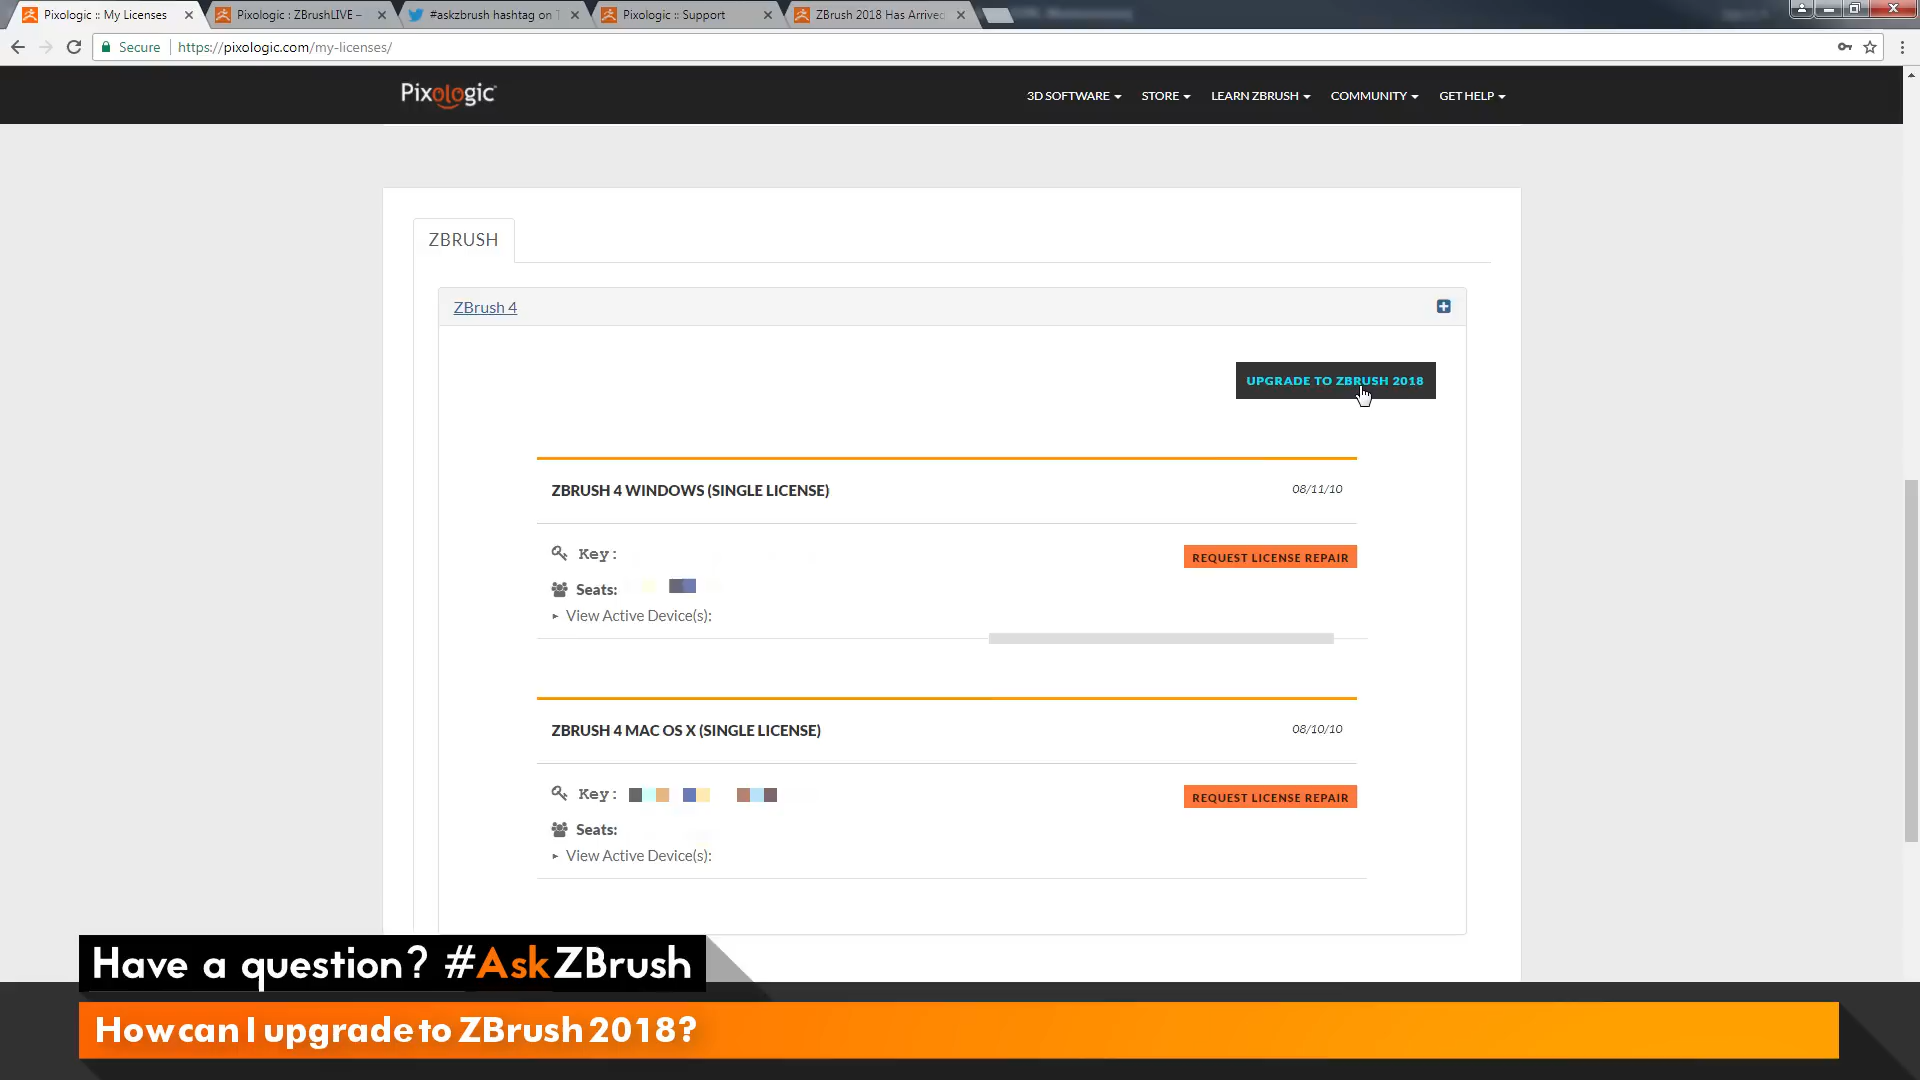 Pixologic :: My Licenses
Pixologic : ZBrushLIVE –
#askzbrush hashtag on T
Pixologic :: Support
ZBrush 2018 Has Arrived
Secure
https://pixologic.com/my-licenses/
Pixologic
3D SOFTWARE
STORE
LEARN ZBRUSH
COMMUNITY
GET HELP
ZBRUSH
ZBrush 4
UPGRADE TO ZBRUSH 2018
ZBRUSH 4 WINDOWS (SINGLE LICENSE)
08/11/10
Key:
REQUEST LICENSE REPAIR
Seats:
View Active Device(s):
ZBRUSH 4 MAC OS X (SINGLE LICENSE)
08/10/10
Key:
REQUEST LICENSE REPAIR
Seats:
View Active Device(s):
Have a question? #AskZBrush
How can I upgrade to ZBrush 2018?